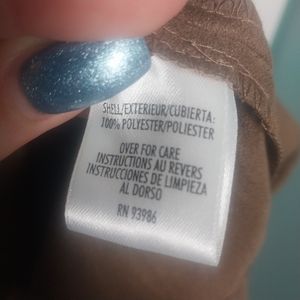 SHELL/EXTERIEUR/CUBIERTA:
100% POLYESTER/POLIESTER
OVER FOR CARE
INSTRUCTIONS AU REVERS
INSTRUCCIONES DE LIMPIEZA
AL DORSO
RN 93986